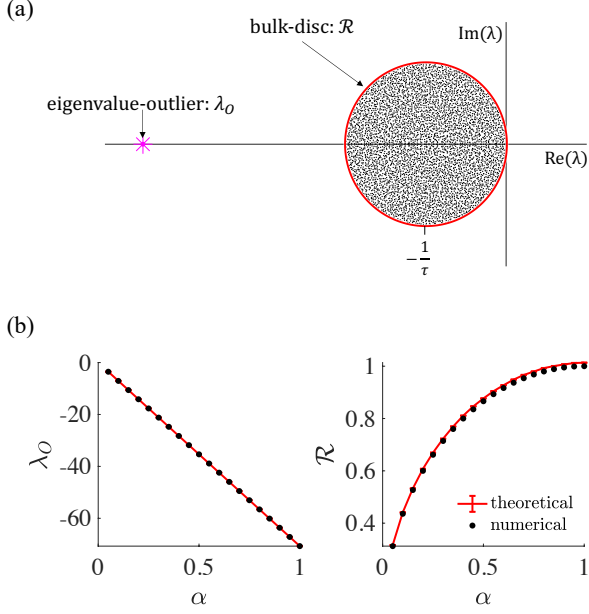 (a)
bulk-disc: ℛ
Im(λ)
eigenvalue-outlier: λ_O
Re(λ)
-1/τ
(b)
0
-20
-40
-60
λ_O
0
0.5
1
α
1
0.8
0.6
0.4
ℛ
theoretical
numerical
0
0.5
1
α